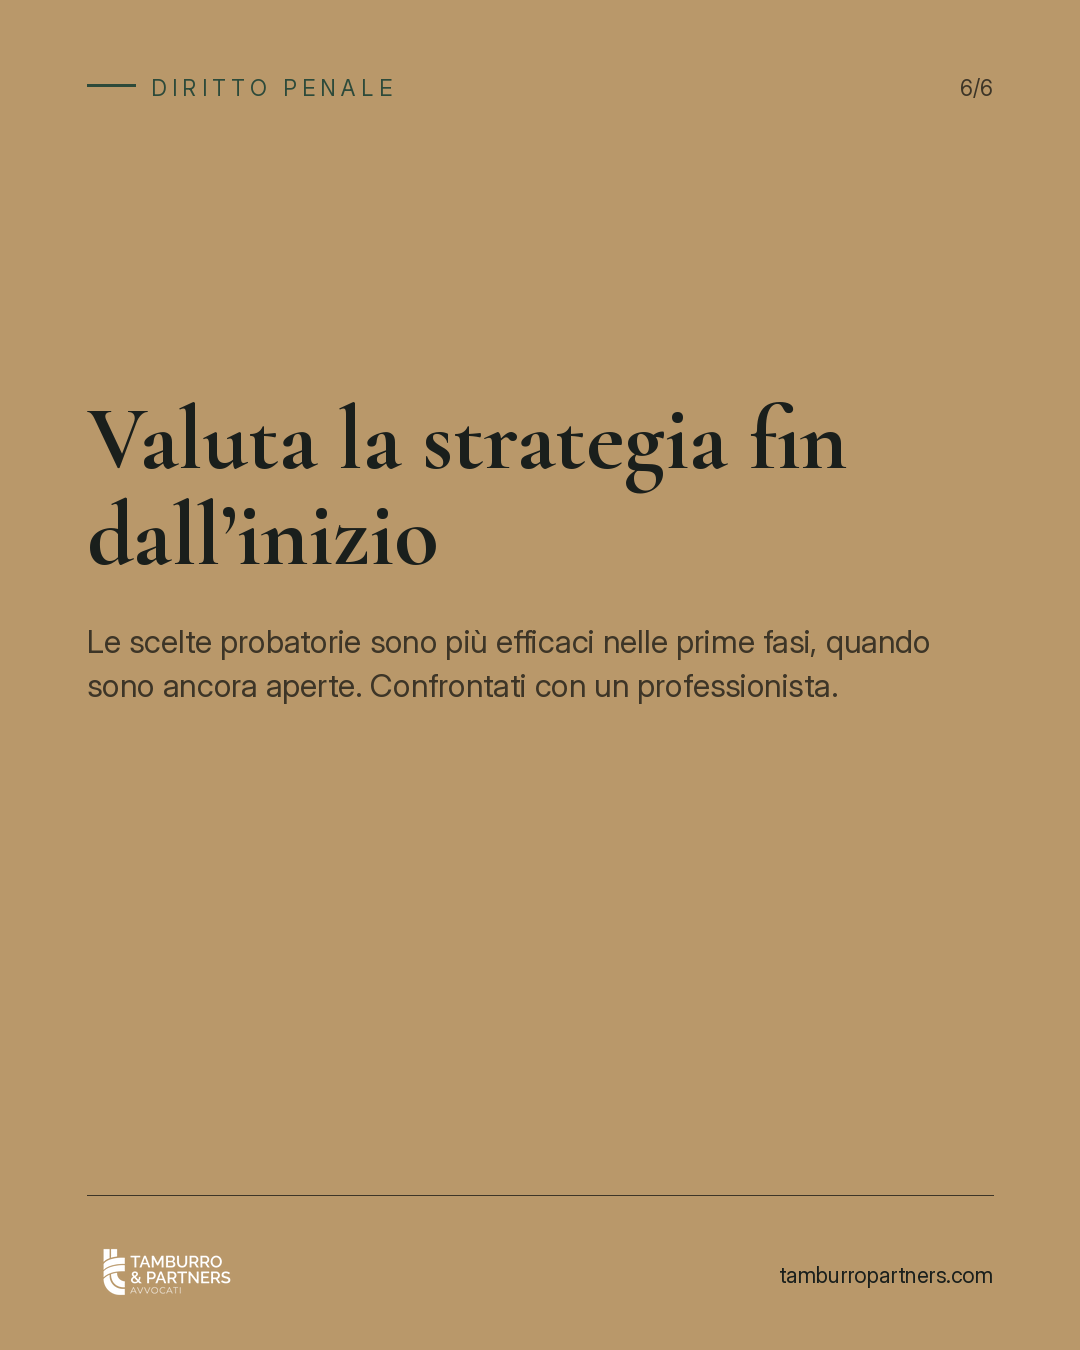 DIRITTO PENALE
6/6
Valuta la strategia fin
dall’inizio
Le scelte probatorie sono più efficaci nelle prime fasi, quando
sono ancora aperte. Confrontati con un professionista.
TAMBURRO
& PARTNERS
AVVOCATI
tamburropartners.com